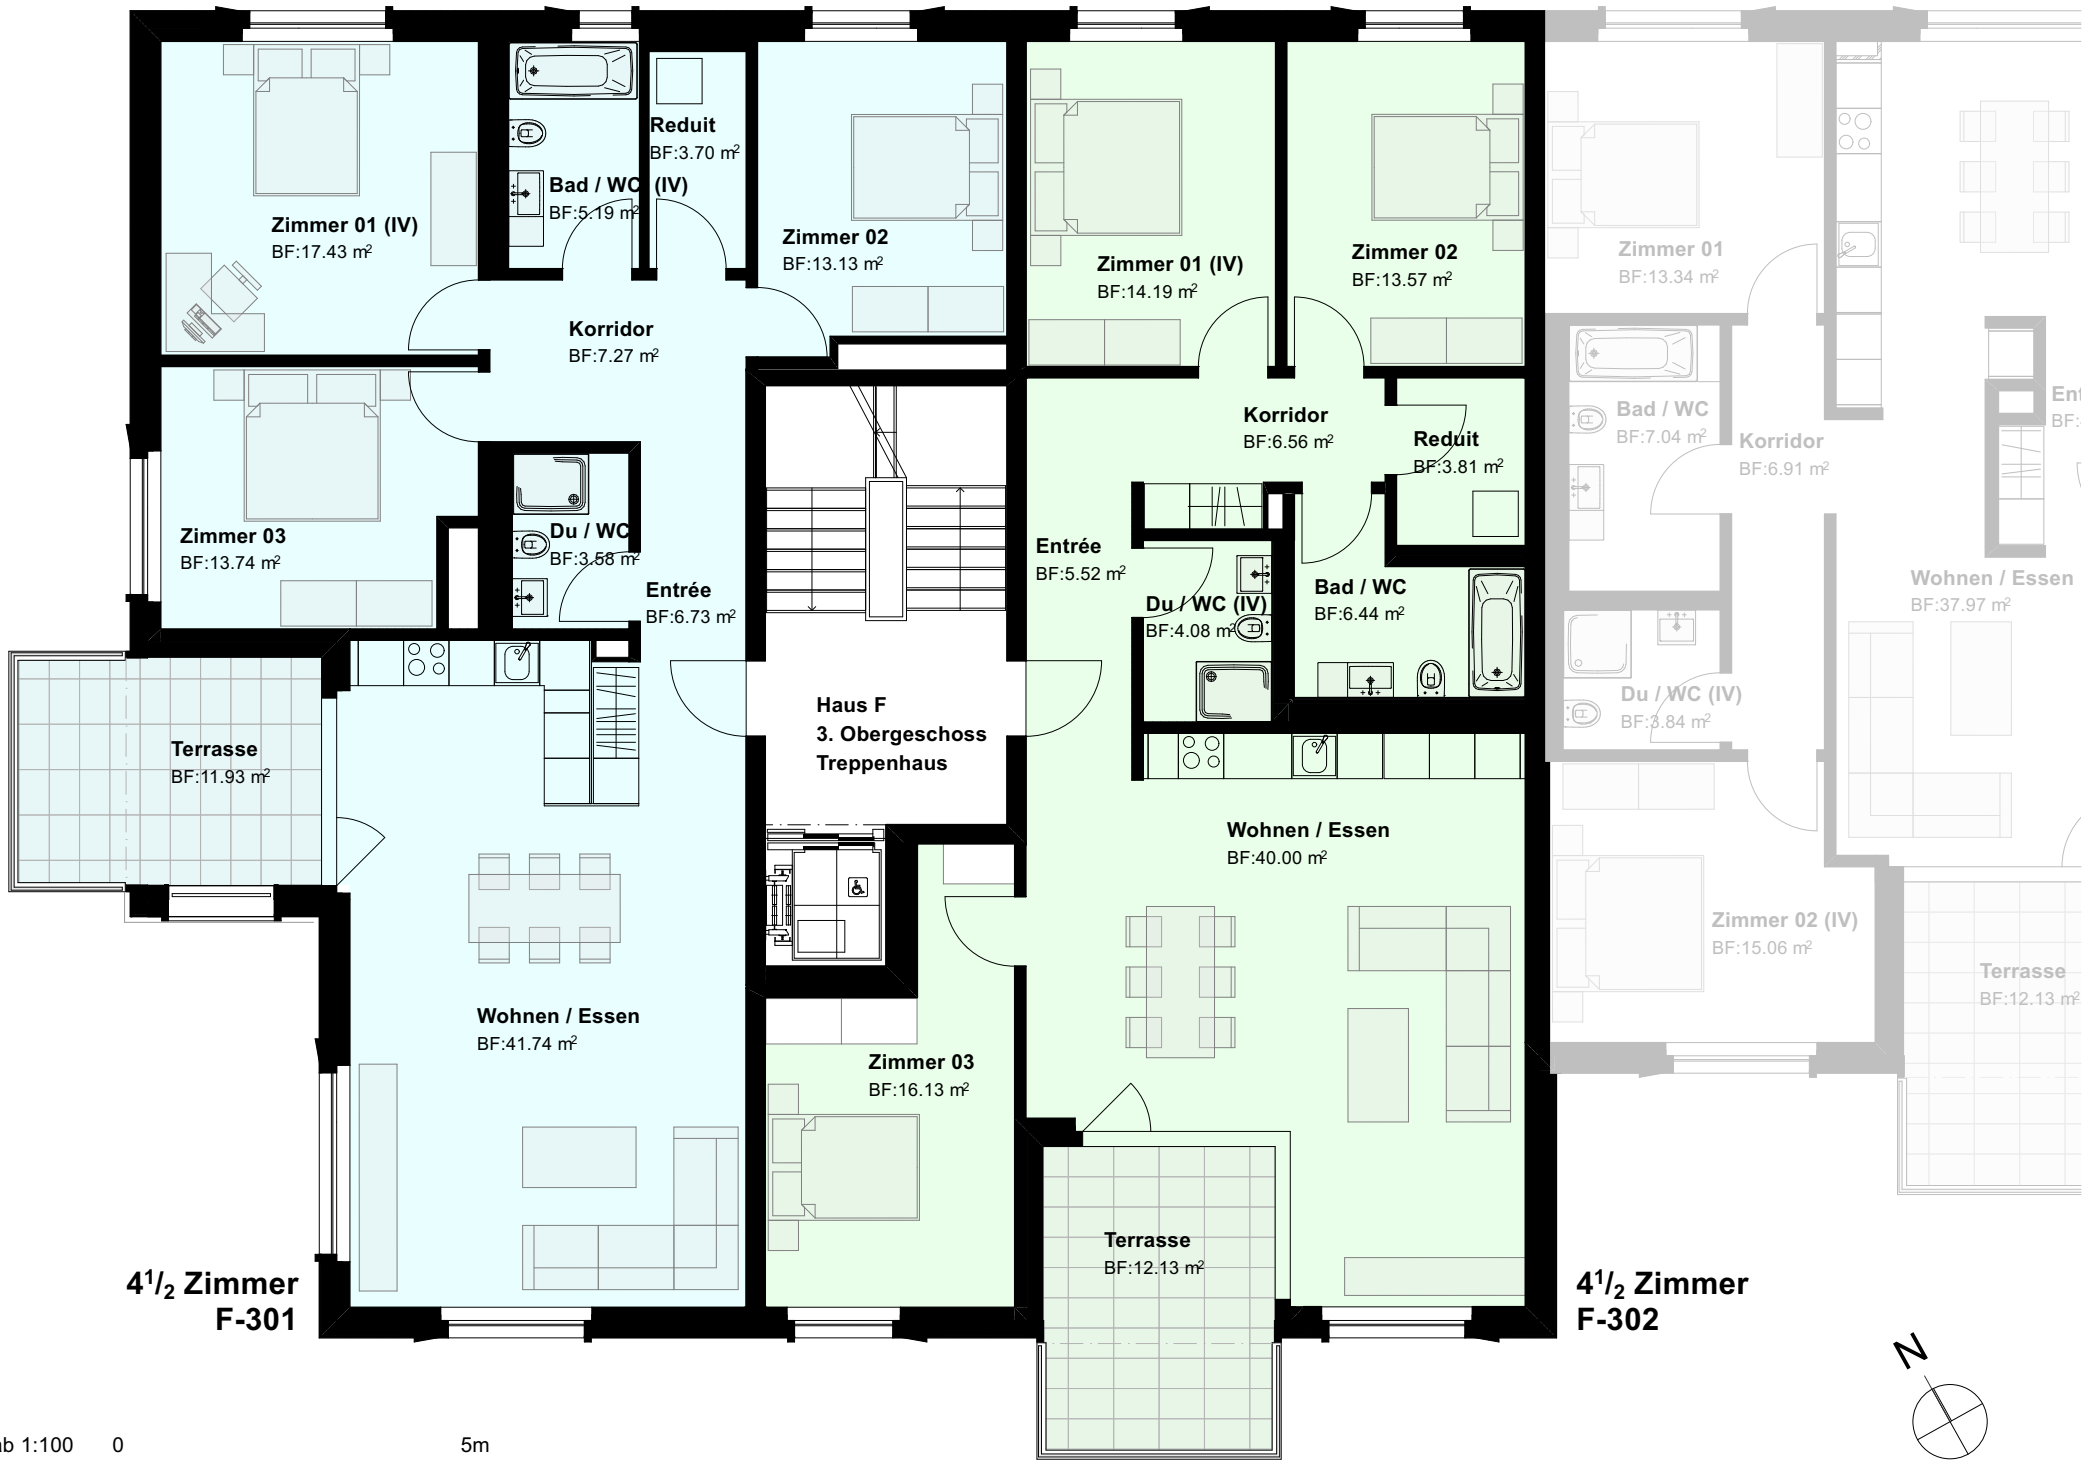 Zimmer 01 (IV)
BF:17.43 m²
Bad / WC (IV)
BF:5.19 m²
Reduit
BF:3.70 m²
Zimmer 02
BF:13.13 m²
Korridor
BF:7.27 m²
Zimmer 03
BF:13.74 m²
Du / WC
BF:3.58 m²
Entrée
BF:6.73 m²
Terrasse
BF:11.93 m²
Wohnen / Essen
BF:41.74 m²
4¹/₂ Zimmer
F-301
Haus F
3. Obergeschoss
Treppenhaus
Zimmer 01 (IV)
BF:14.19 m²
Zimmer 02
BF:13.57 m²
Korridor
BF:6.56 m²
Reduit
BF:3.81 m²
Entrée
BF:5.52 m²
Du / WC (IV)
BF:4.08 m²
Bad / WC
BF:6.44 m²
Wohnen / Essen
BF:40.00 m²
Zimmer 03
BF:16.13 m²
Terrasse
BF:12.13 m²
4¹/₂ Zimmer
F-302
Zimmer 01
BF:13.34 m²
Bad / WC
BF:7.04 m²
Korridor
BF:6.91 m²
Ent
BF:
Wohnen / Essen
BF:37.97 m²
Du / WC (IV)
BF:3.84 m²
Zimmer 02 (IV)
BF:15.06 m²
Terrasse
BF:12.13 m²
N
ab 1:100 0 5m